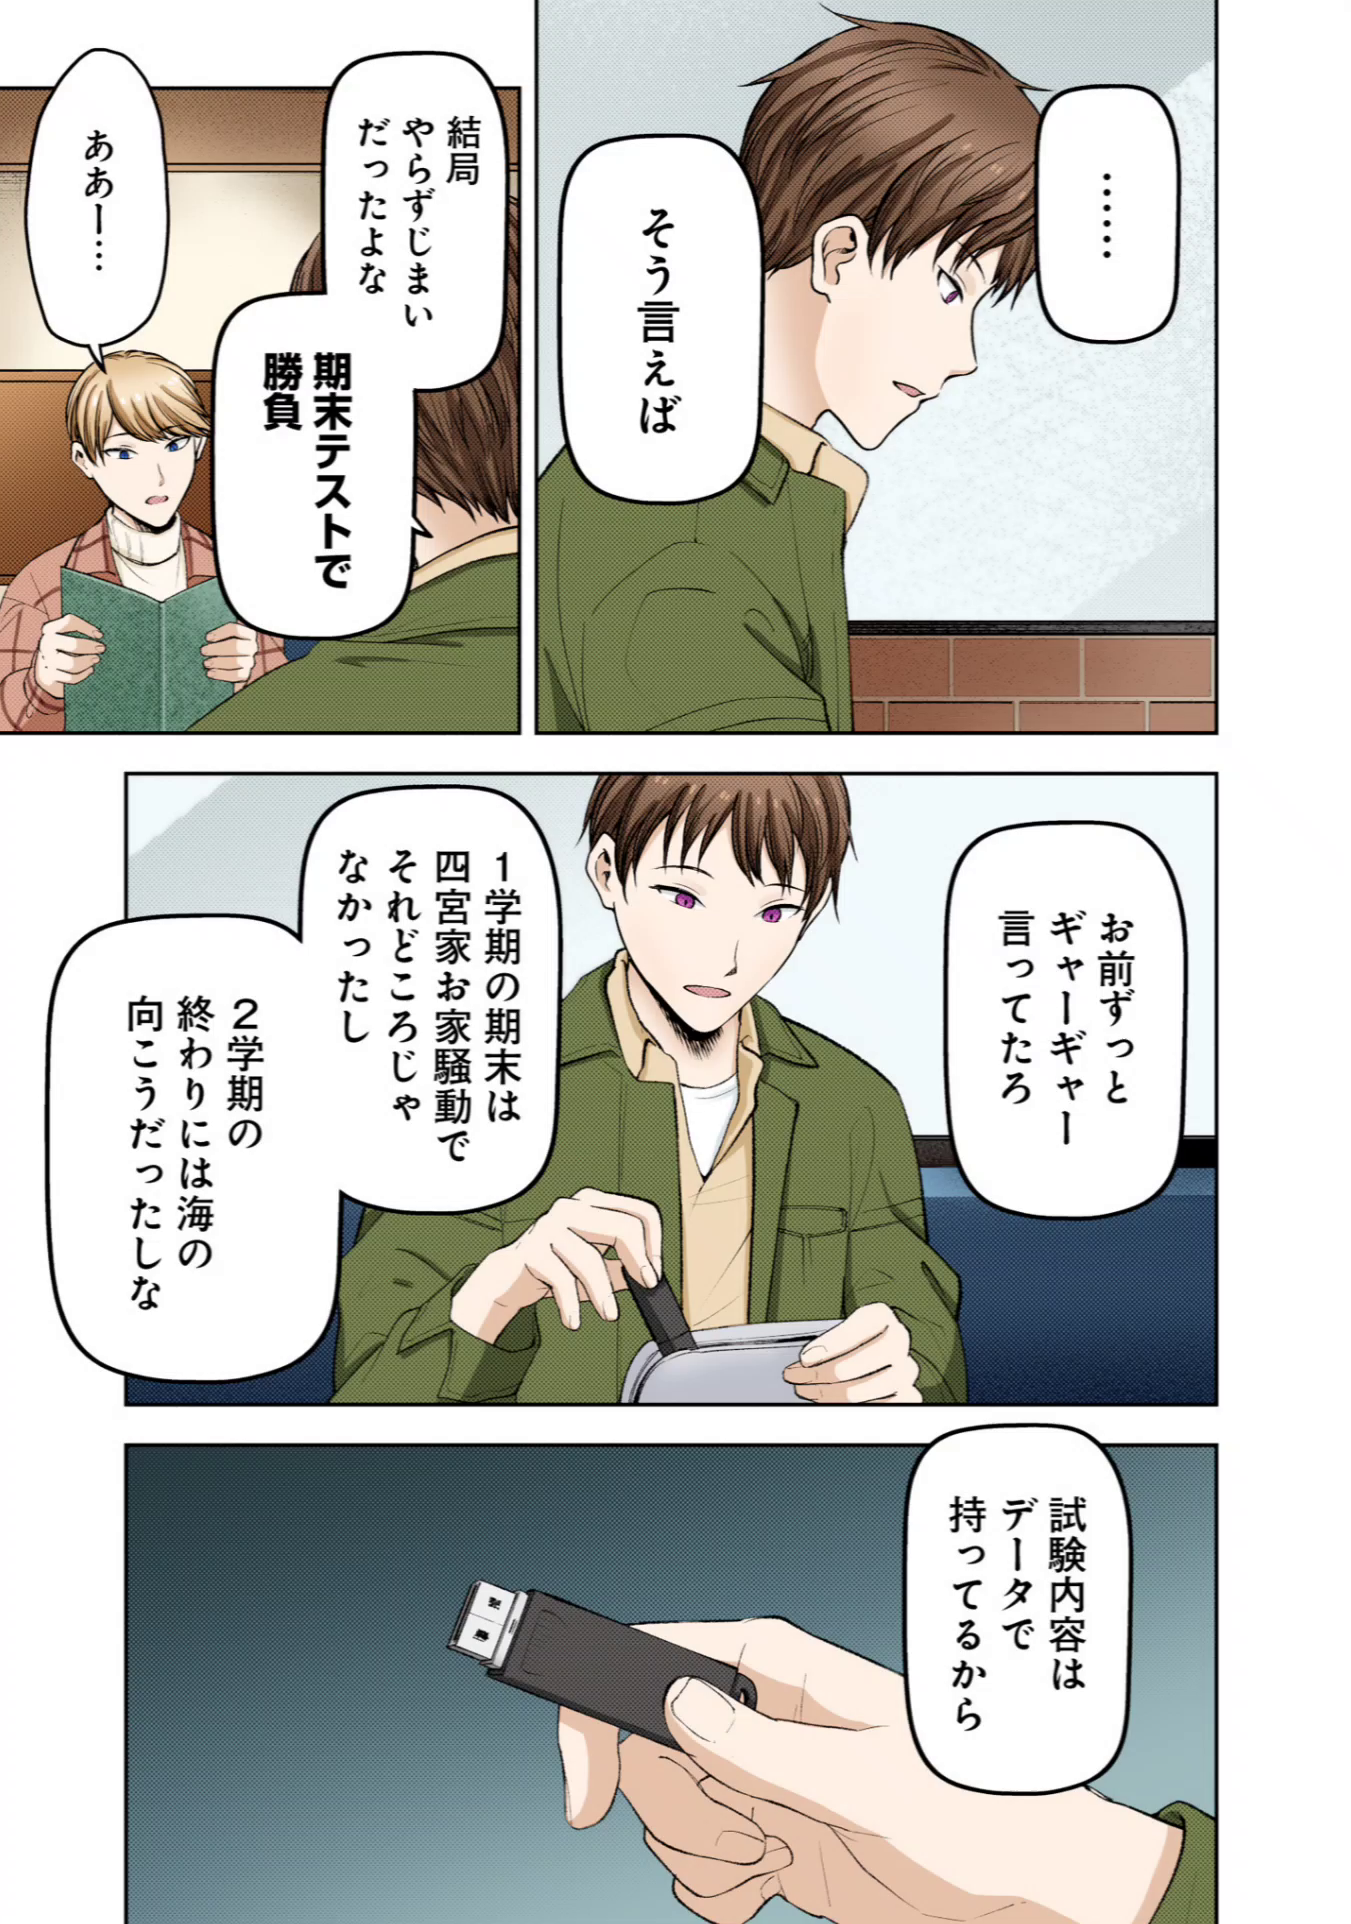 ……
そう言えば
結局
やらずじまい
だったよな
期末テストで
勝負
ああー…
お前ずっと
ギャーギャー
言ってたろ
1学期の期末は
四宮家お家騒動で
それどころじゃ
なかったし
2学期の
終わりには海の
向こうだったしな
試験内容は
データで
持ってるから